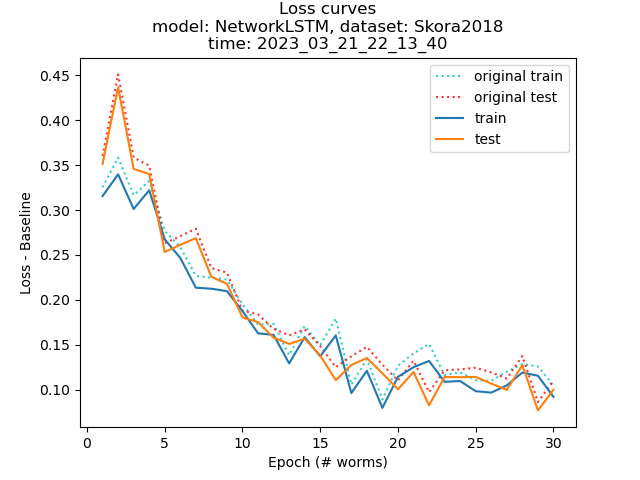 Loss curves
model: NetworkLSTM, dataset: Skora2018
time: 2023_03_21_22_13_40
original train
original test
train
test
Loss - Baseline
0.45
0.40
0.35
0.30
0.25
0.20
0.15
0.10
0 5 10 15 20 25 30
Epoch (# worms)